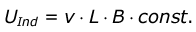 U_Ind = v · L · B · const.